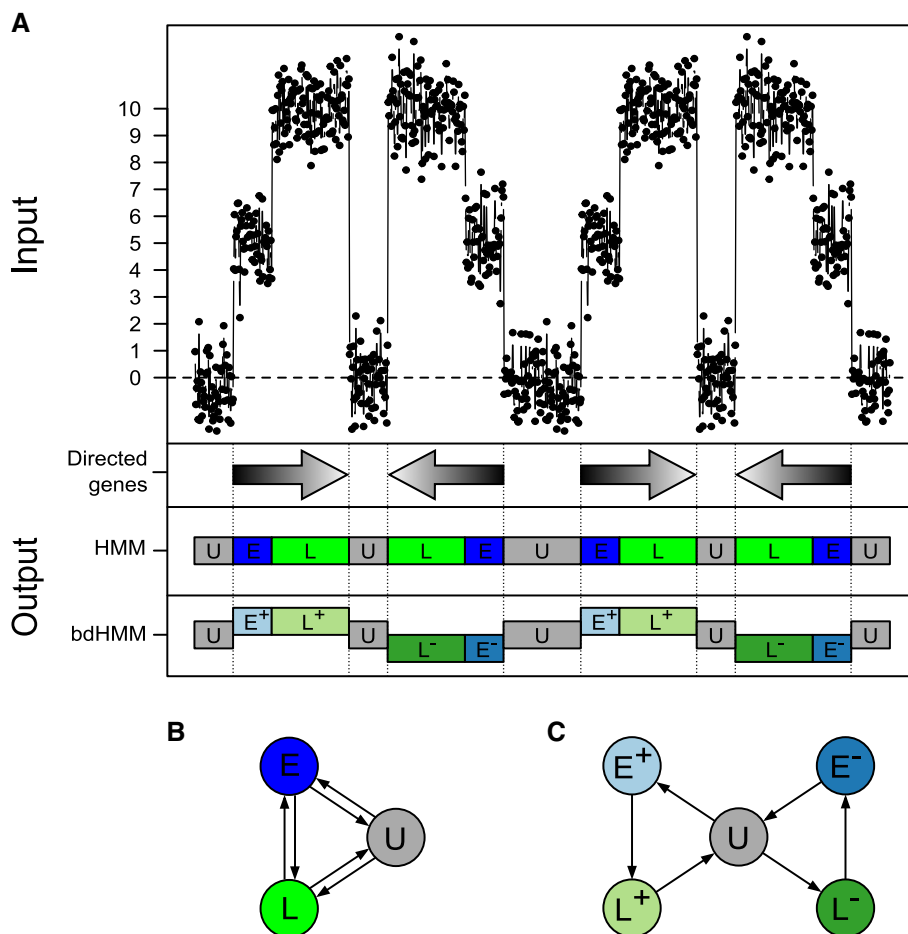 A
Input
10
9
8
7
6
5
4
3
2
1
0
Directed
genes
Output
HMM
U E L U L E U E L U L E U
bdHMM
U E+ L+ U L- E- U E+ L+ U L- E- U
B
E
U
L
C
E+
E-
U
L+
L-